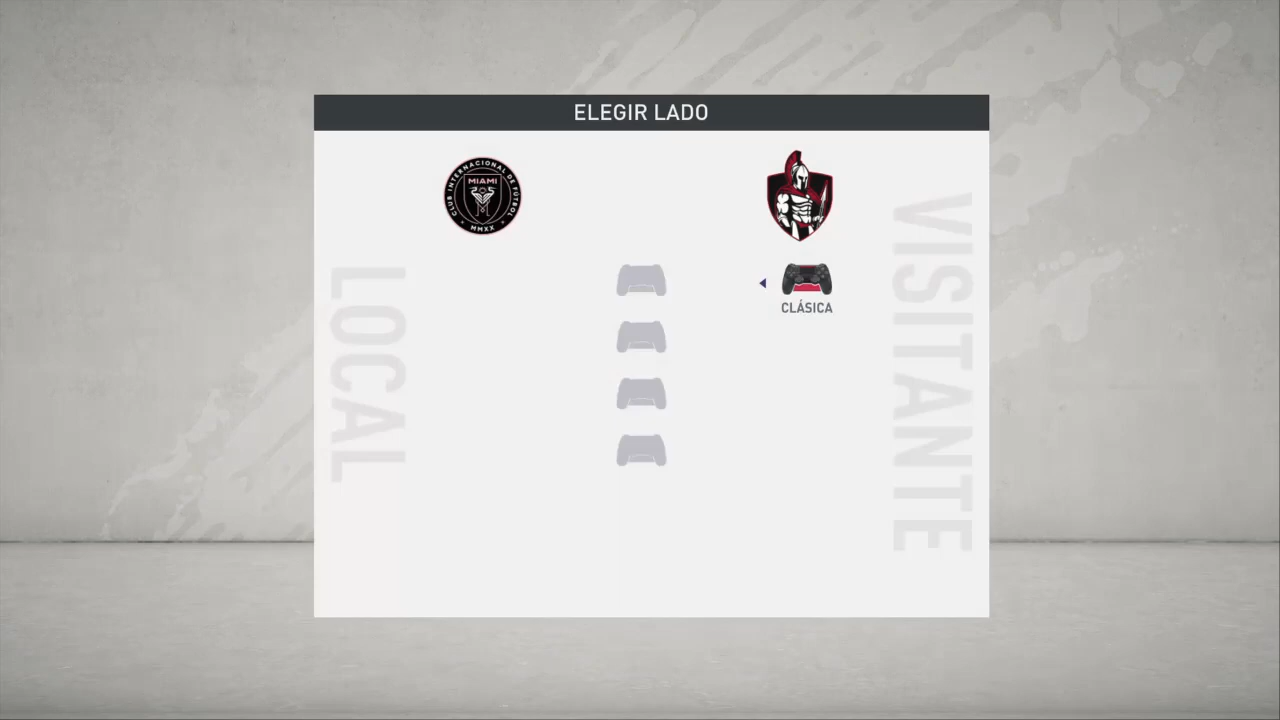 ELEGIR LADO
CLUB INTERNACIONAL DE FÚTBOL
MIAMI
MMXX
LOCAL
VISITANTE
CLÁSICA